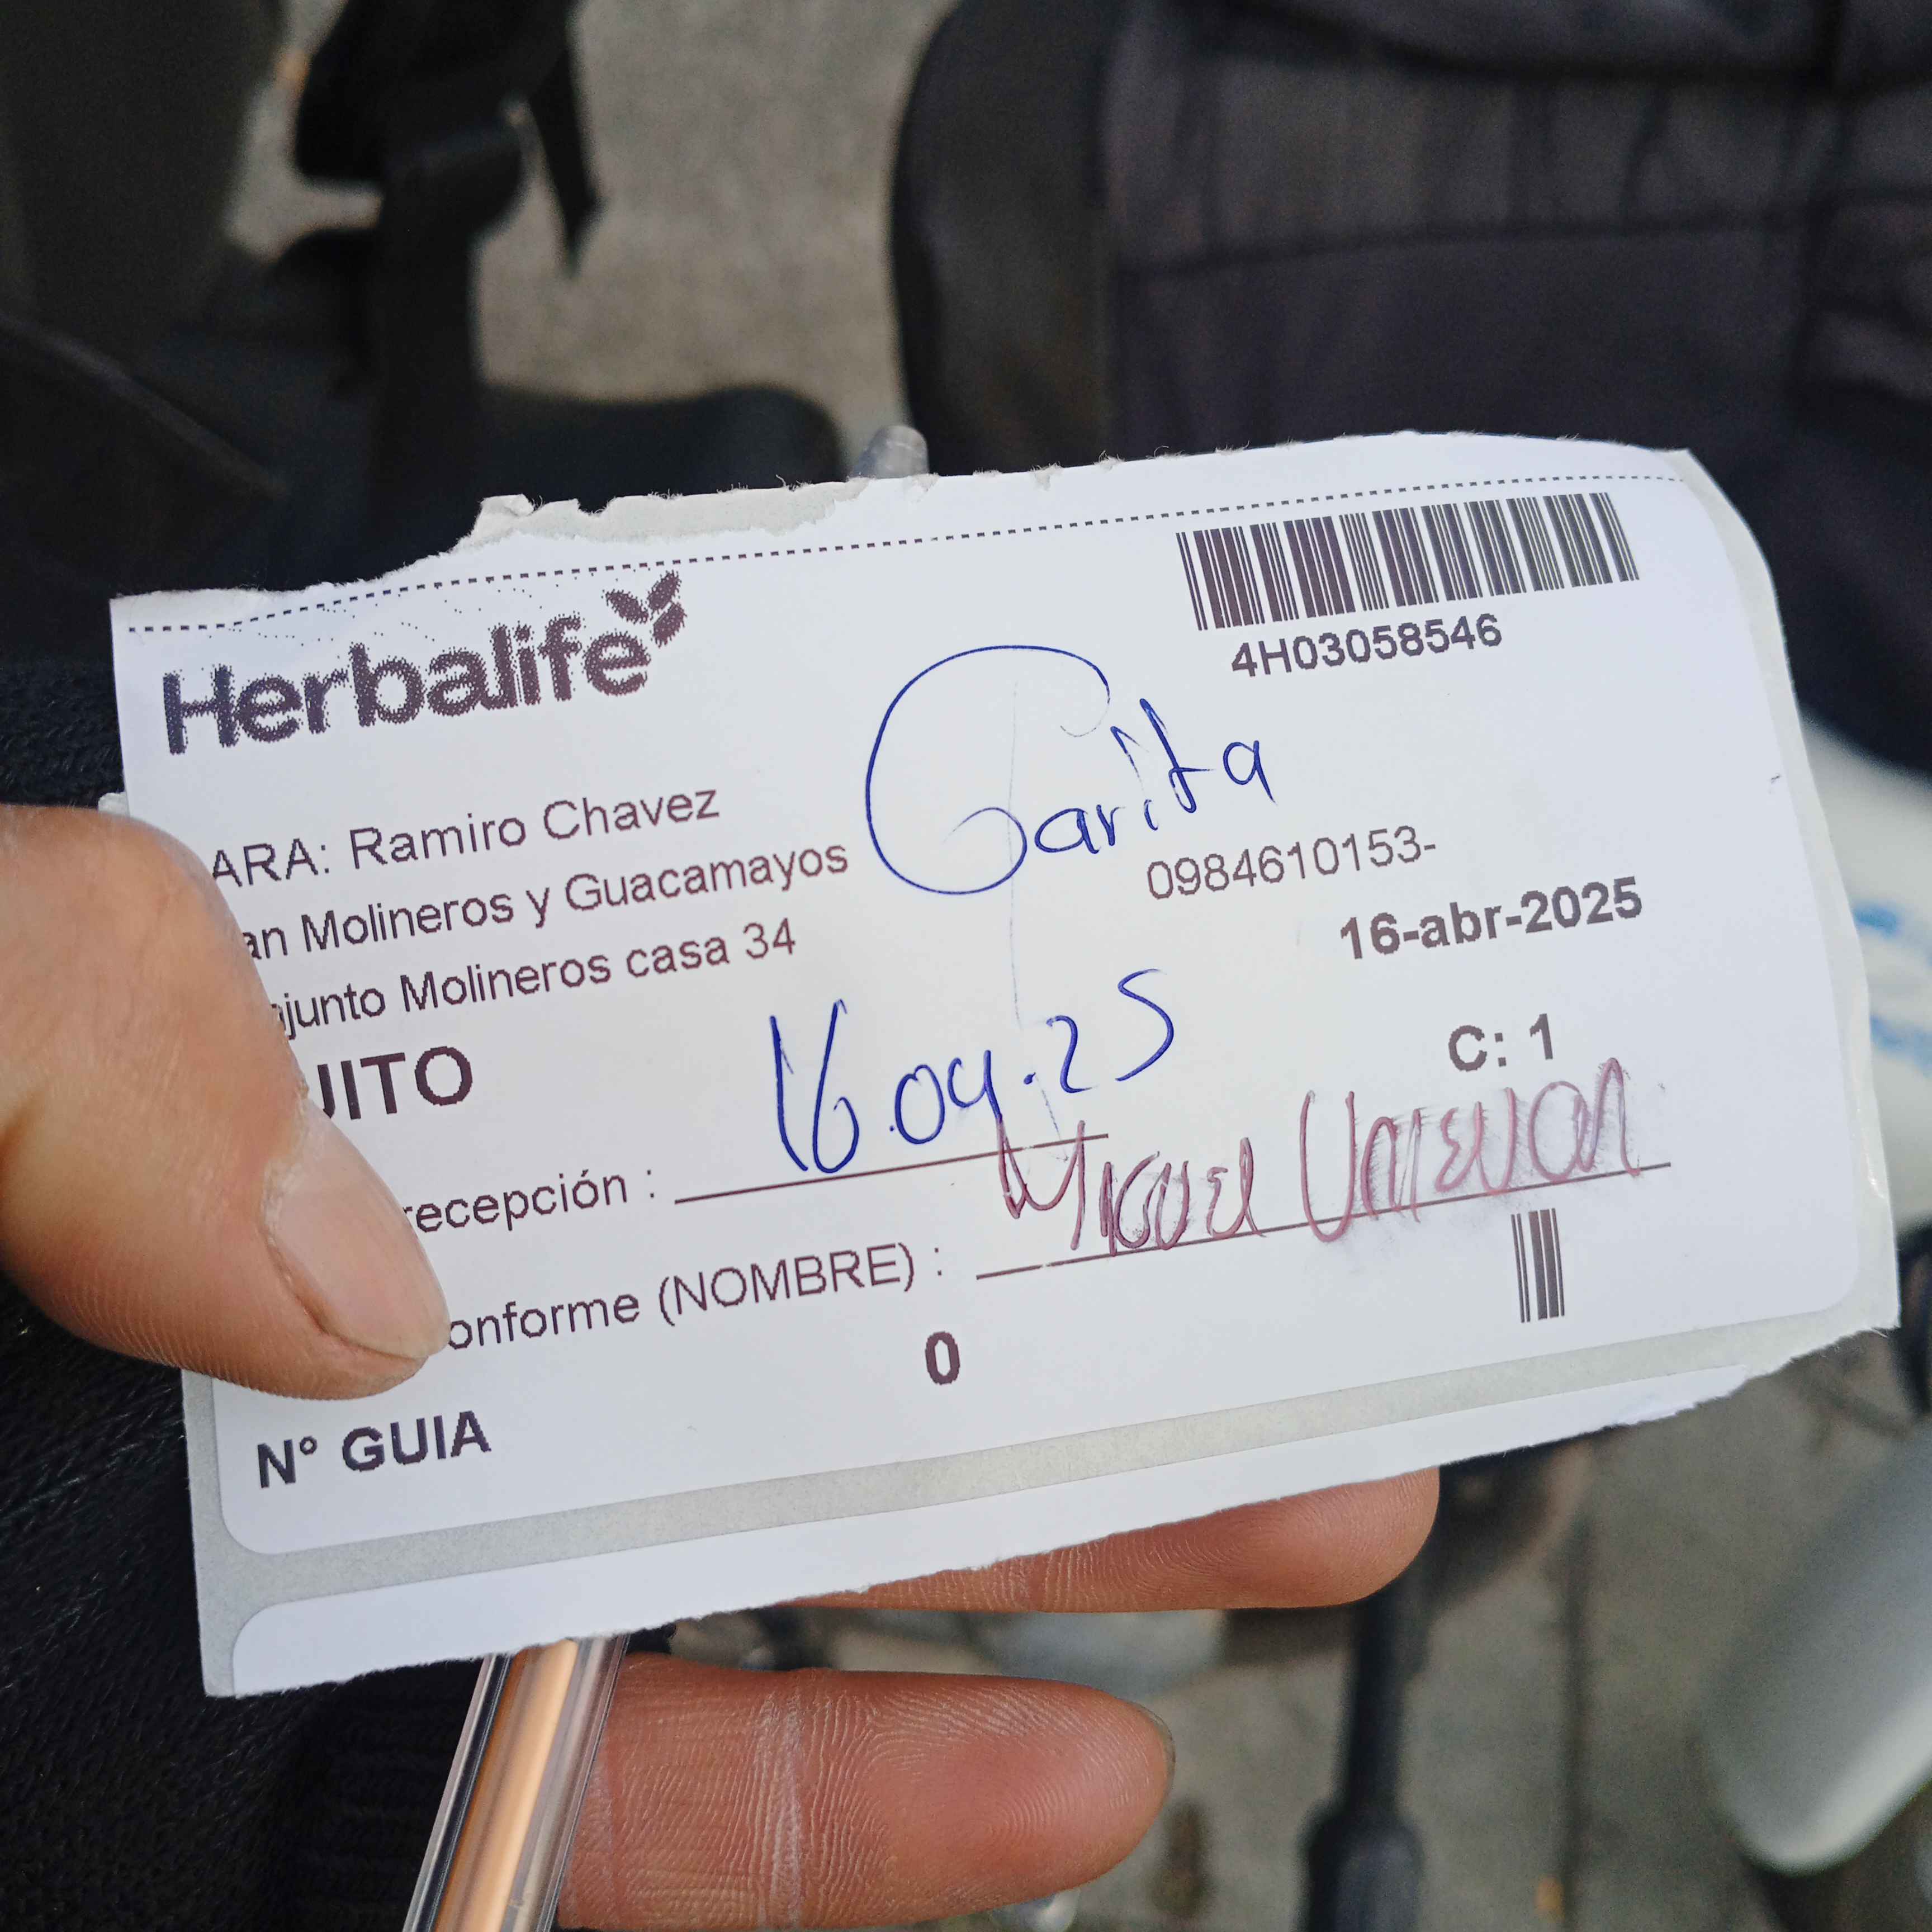 Herbalife
4H03058546
ARA: Ramiro Chavez
Garita
an Molineros y Guacamayos
0984610153-
junto Molineros casa 34
16-abr-2025
UITO
C: 1
recepción : 16.04.25
onforme (NOMBRE) : Miguel
0
N° GUIA